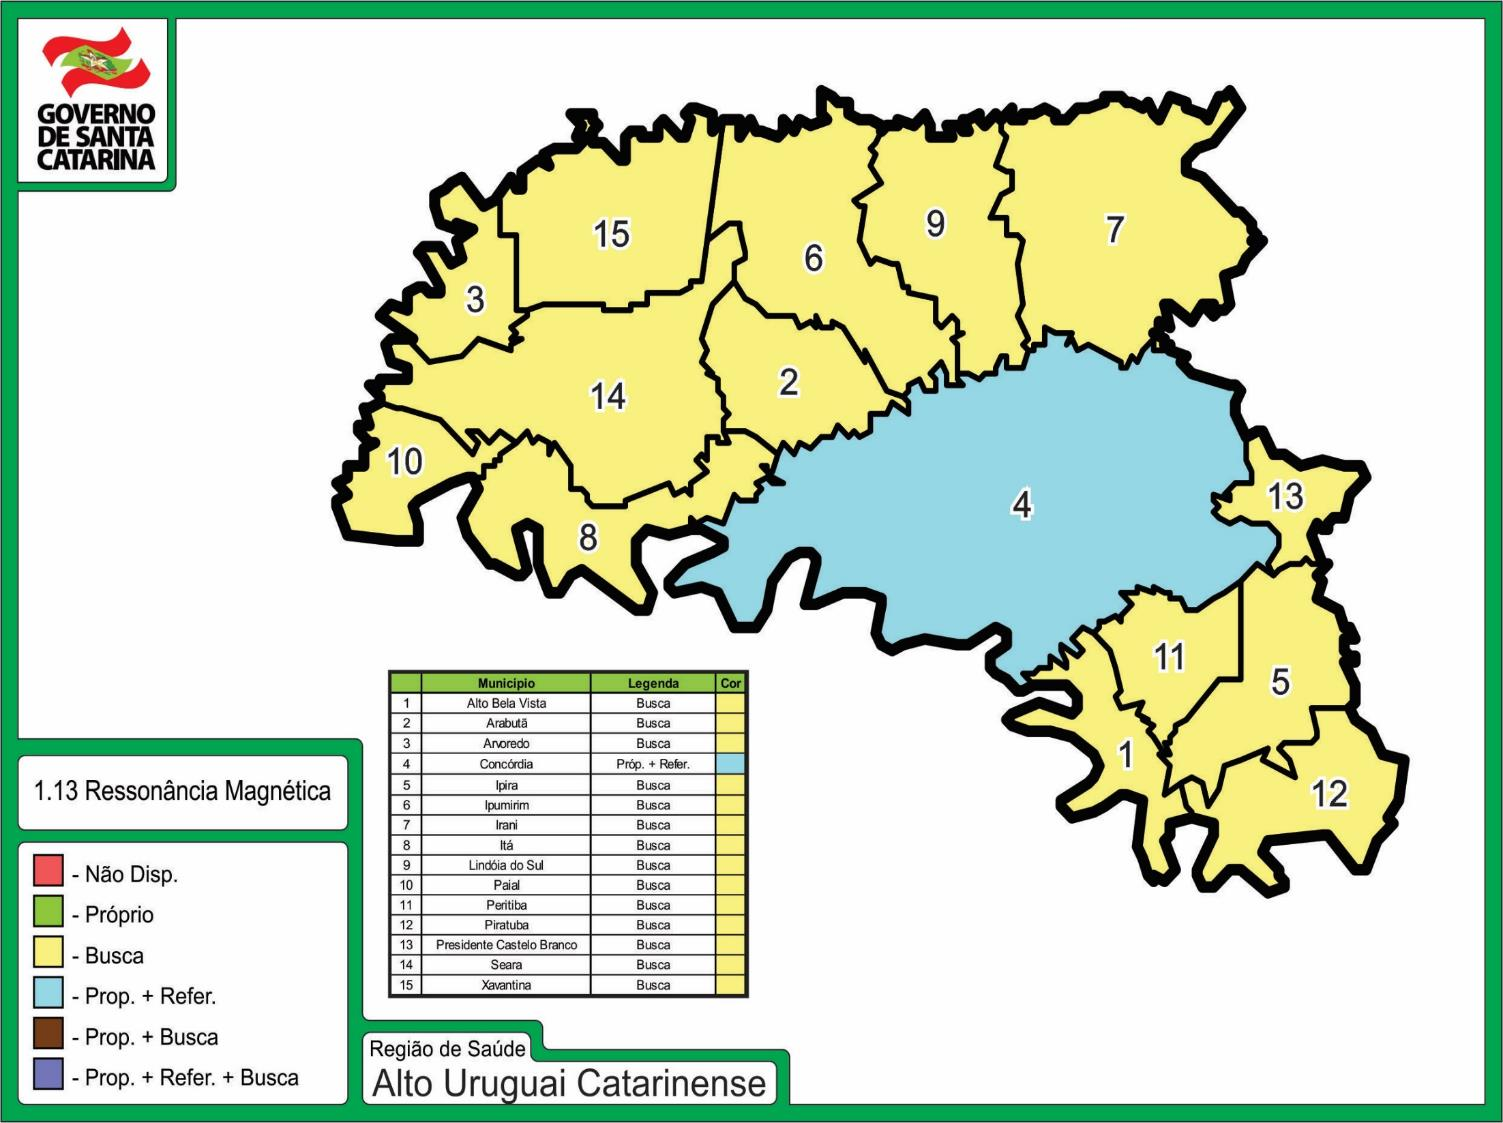 GOVERNO
DE SANTA
CATARINA
15
9
7
6
3
2
14
10
4
13
8
11
5
1
12
Municipio Legenda Cor
1 Alto Bela Vista Busca
2 Arabutã Busca
3 Arvoredo Busca
4 Concórdia Próp. + Refer.
5 Ipira Busca
6 Ipumirim Busca
7 Irani Busca
8 Itá Busca
9 Lindóia do Sul Busca
10 Paial Busca
11 Peritiba Busca
12 Piratuba Busca
13 Presidente Castelo Branco Busca
14 Seara Busca
15 Xavantina Busca
1.13 Ressonância Magnética
- Não Disp.
- Próprio
- Busca
- Prop. + Refer.
- Prop. + Busca
- Prop. + Refer. + Busca
Região de Saúde
Alto Uruguai Catarinense